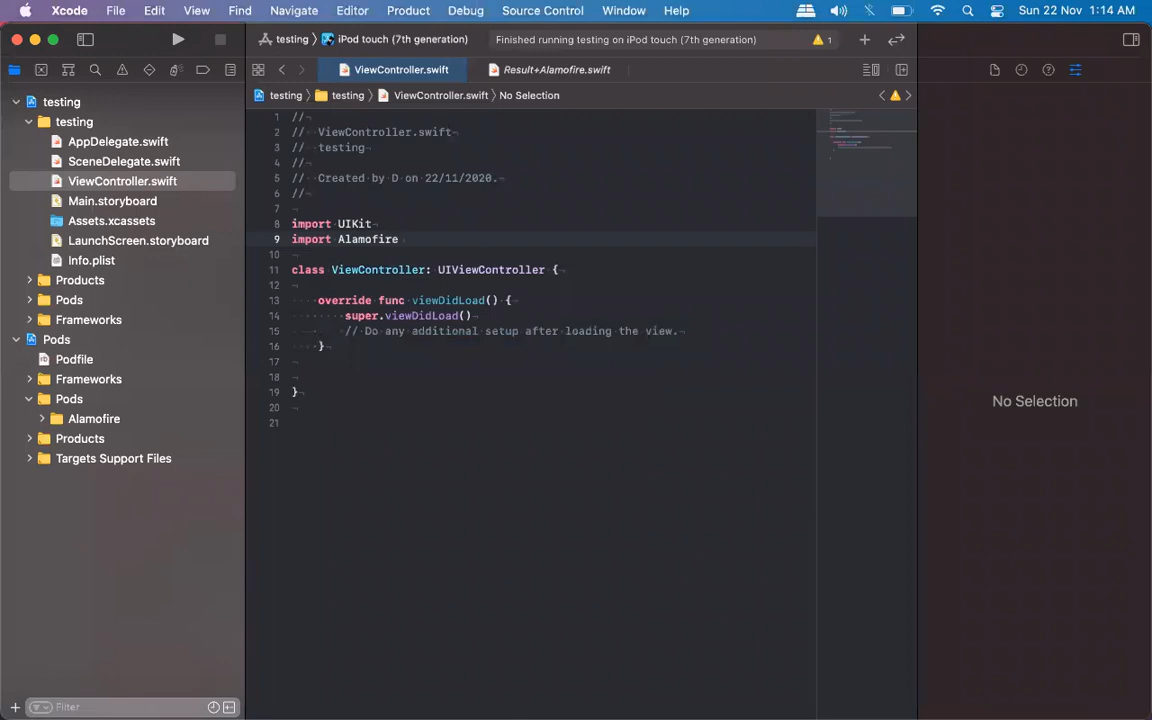 Xcode File Edit View Find Navigate Editor Product Debug Source Control Window Help Sun 22 Nov 1:14 AM
testing 〉 iPod touch (7th generation) Finished running testing on iPod touch (7th generation) 1
ViewController.swift Result+Alamofire.swift
testing 〉 testing 〉 ViewController.swift 〉 No Selection
testing
testing
AppDelegate.swift
SceneDelegate.swift
ViewController.swift
Main.storyboard
Assets.xcassets
LaunchScreen.storyboard
Info.plist
Products
Pods
Frameworks
Pods
Podfile
Frameworks
Pods
Alamofire
Products
Targets Support Files
Filter
1 //
2 // ViewController.swift
3 // testing
4 //
5 // Created by D on 22/11/2020.
6 //
7
8 import UIKit
9 import Alamofire
10
11 class ViewController: UIViewController {
12
13 override func viewDidLoad() {
14 super.viewDidLoad()
15 // Do any additional setup after loading the view.
16 }
17
18
19 }
20
21
No Selection